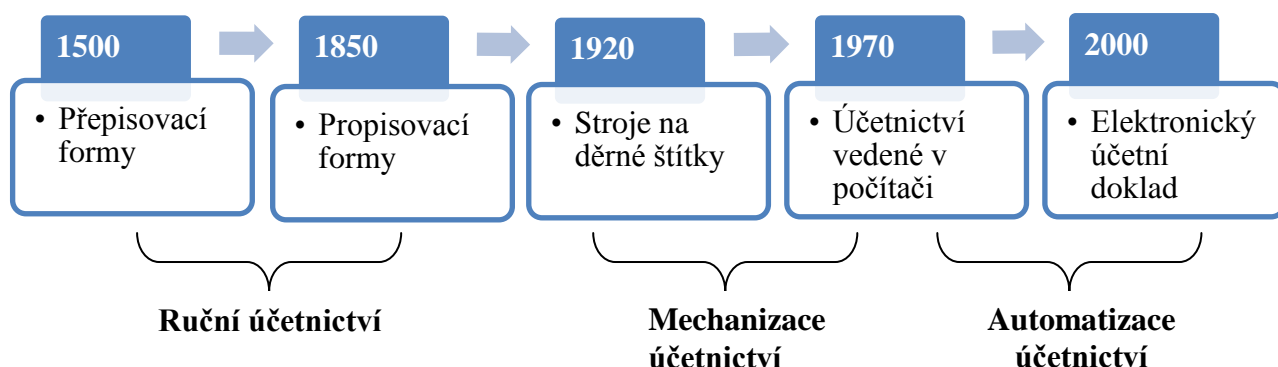 1500
1850
1920
1970
2000
• Přepisovací
formy
• Propisovací
formy
• Stroje na
děrné štítky
• Účetnictví
vedené v
počítači
• Elektronický
účetní
doklad
Ruční účetnictví
Mechanizace
účetnictví
Automatizace
účetnictví